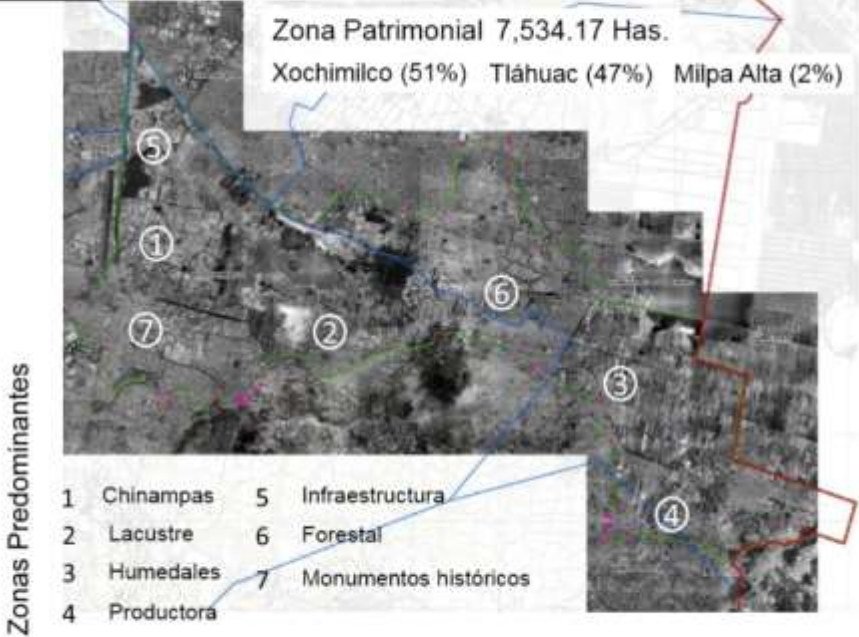 Zona Patrimonial 7,534.17 Has.
Xochimilco (51%) Tláhuac (47%) Milpa Alta (2%)
5
1
6
7
2
3
4
Zonas Predominantes
1 Chinampas 5 Infraestructura
2 Lacustre 6 Forestal
3 Humedales 7 Monumentos históricos
4 Productora